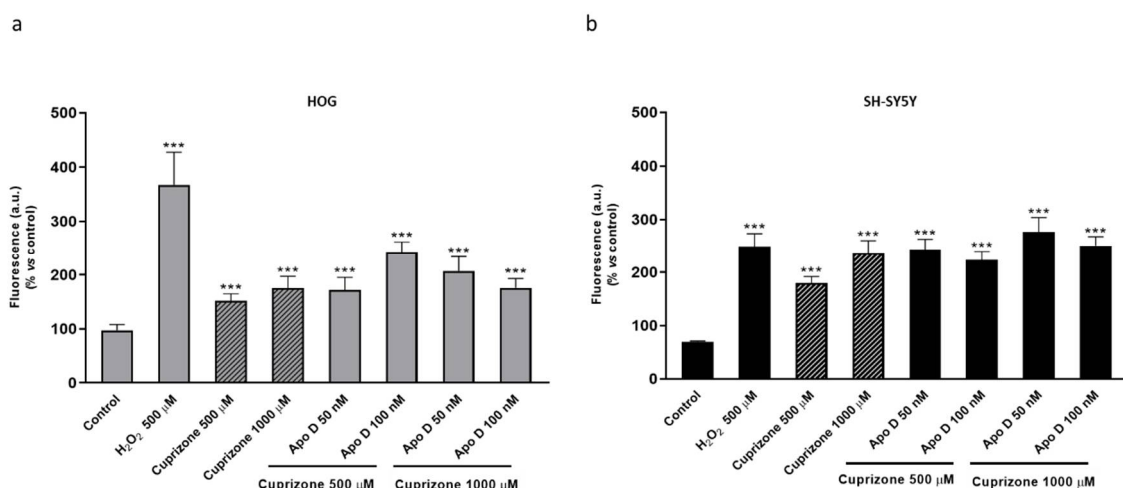 a
HOG
Fluorescence (a.u.)
(% vs control)
500
400
300
200
100
0
***
***
***
***
***
***
***
Control
H₂O₂ 500 μM
Cuprizone 500 μM
Cuprizone 1000 μM
Apo D 50 nM
Apo D 100 nM
Apo D 50 nM
Apo D 100 nM
Cuprizone 500 μM
Cuprizone 1000 μM
b
SH-SY5Y
Fluorescence (a.u.)
(% vs control)
500
400
300
200
100
0
***
***
***
***
***
***
***
Control
H₂O₂ 500 μM
Cuprizone 500 μM
Cuprizone 1000 μM
Apo D 50 nM
Apo D 100 nM
Apo D 50 nM
Apo D 100 nM
Cuprizone 500 μM
Cuprizone 1000 μM